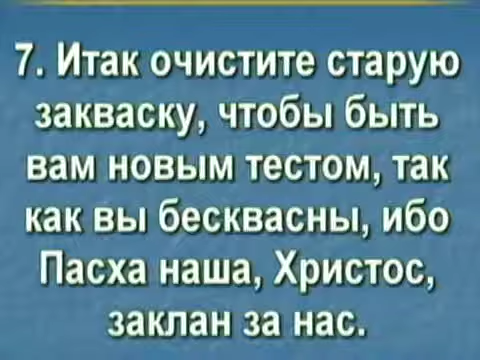 7. Итак очистите старую
закваску, чтобы быть
вам новым тестом, так
как вы бесквасны, ибо
Пасха наша, Христос,
заклан за нас.